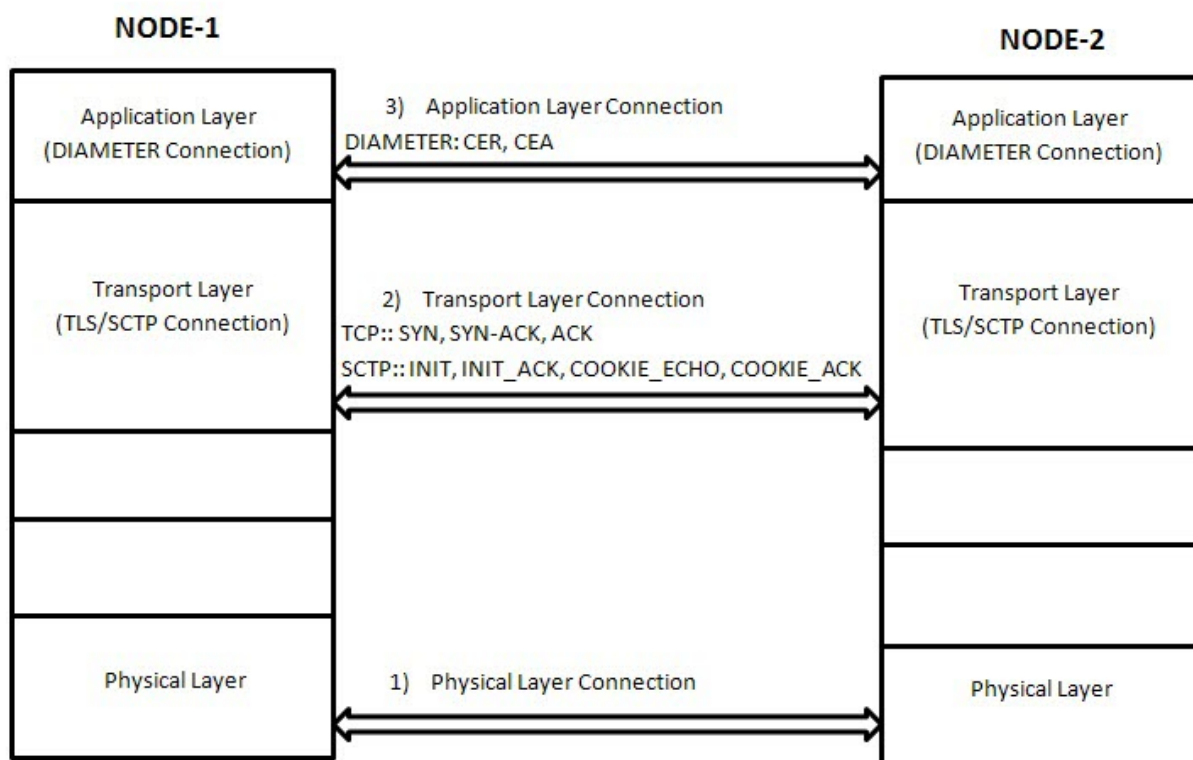 NODE-1
NODE-2
Application Layer
(DIAMETER Connection)
3) Application Layer Connection
DIAMETER: CER, CEA
Application Layer
(DIAMETER Connection)
Transport Layer
(TLS/SCTP Connection)
2) Transport Layer Connection
TCP:: SYN, SYN-ACK, ACK
SCTP:: INIT, INIT_ACK, COOKIE_ECHO, COOKIE_ACK
Transport Layer
(TLS/SCTP Connection)
Physical Layer
1) Physical Layer Connection
Physical Layer